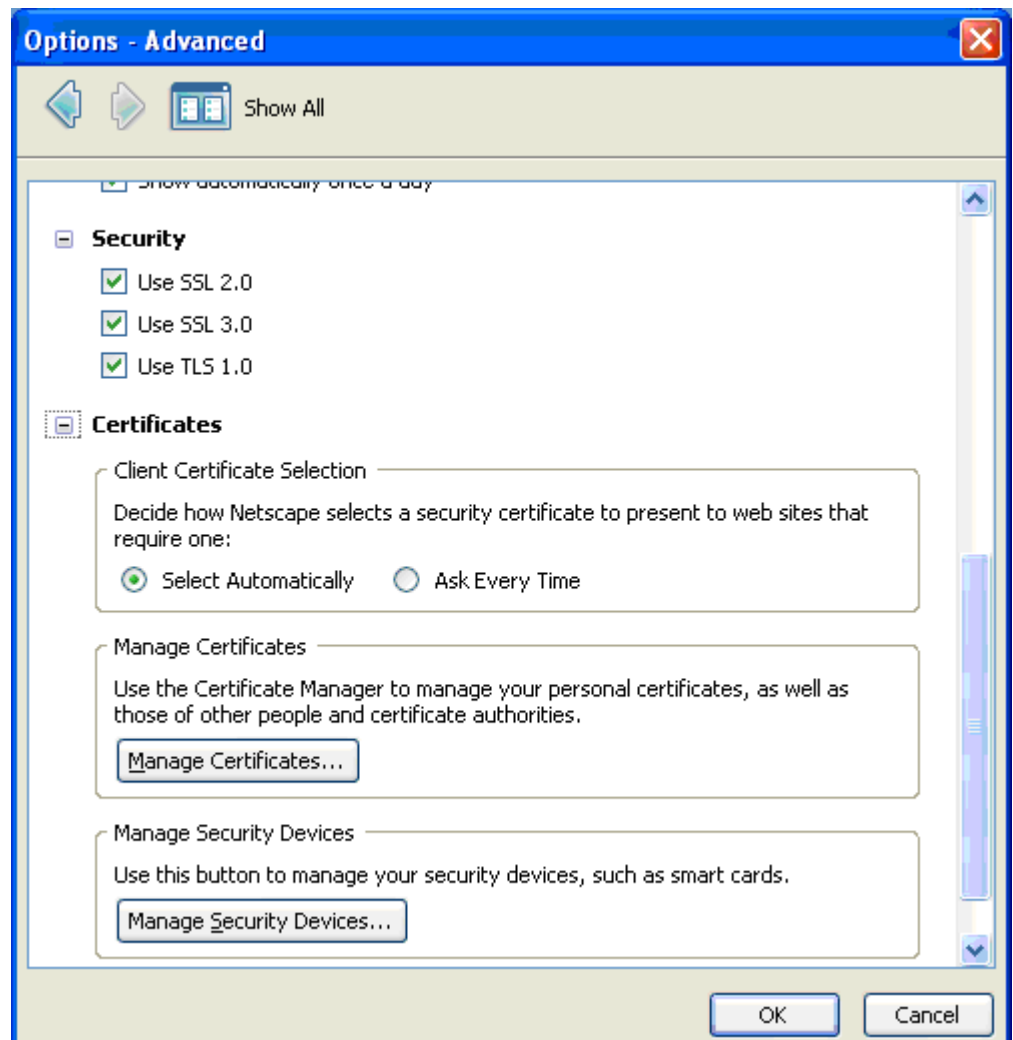 Options - Advanced
Show All
Show automatically once a day
Security
Use SSL 2.0
Use SSL 3.0
Use TLS 1.0
Certificates
Client Certificate Selection
Decide how Netscape selects a security certificate to present to web sites that
require one:
Select Automatically Ask Every Time
Manage Certificates
Use the Certificate Manager to manage your personal certificates, as well as
those of other people and certificate authorities.
Manage Certificates...
Manage Security Devices
Use this button to manage your security devices, such as smart cards.
Manage Security Devices...
OK Cancel